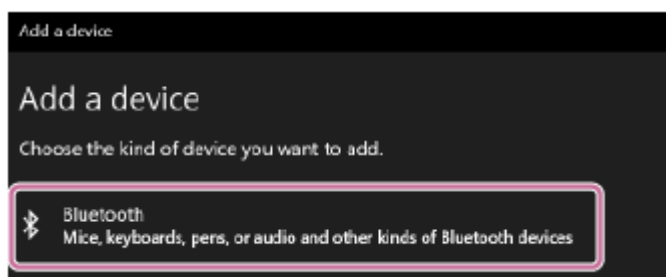 Add a device
Add a device
Choose the kind of device you want to add.
Bluetooth
Mice, keyboards, pens, or audio and other kinds of Bluetooth devices